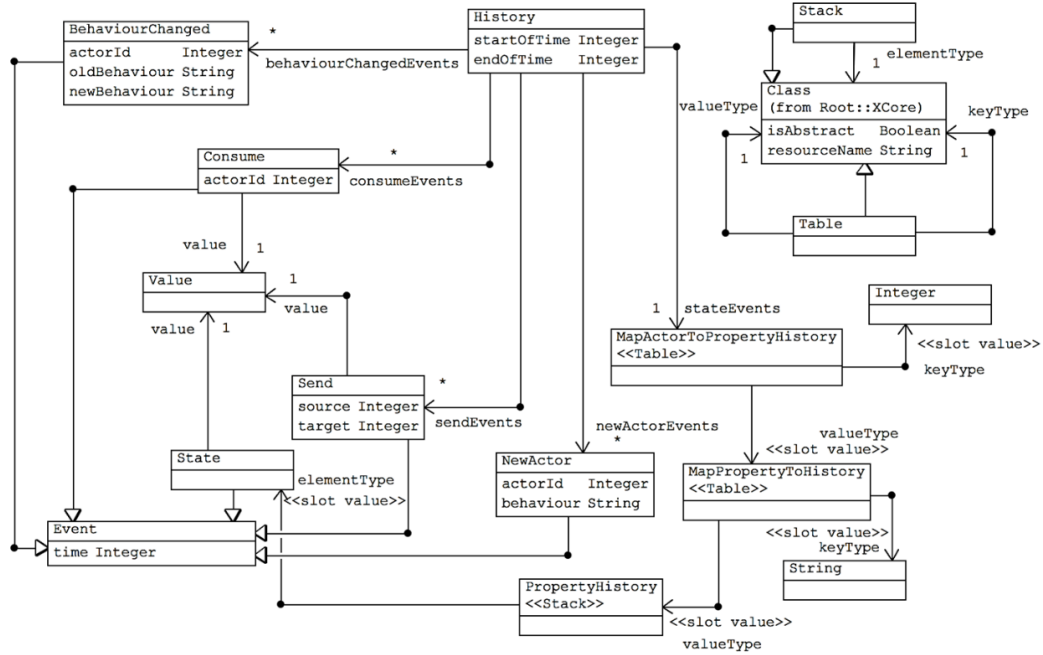 BehaviourChanged
actorId Integer
oldBehaviour String
newBehaviour String
*
behaviourChangedEvents
History
startOfTime Integer
endOfTime Integer
Stack
elementType
1
Class
(from Root::XCore)
isAbstract Boolean
resourceName String
valueType
1
keyType
1
Table
Consume
actorId Integer
*
consumeEvents
value
1
Value
1
value
value
1
1
stateEvents
Integer
MapActorToPropertyHistory
<<Table>>
<<slot value>>
keyType
Send
source Integer
target Integer
*
sendEvents
newActorEvents
*
valueType
<<slot value>>
State
elementType
<<slot value>>
NewActor
actorId Integer
behaviour String
MapPropertyToHistory
<<Table>>
Event
time Integer
<<slot value>>
keyType
String
PropertyHistory
<<Stack>>
<<slot value>>
valueType